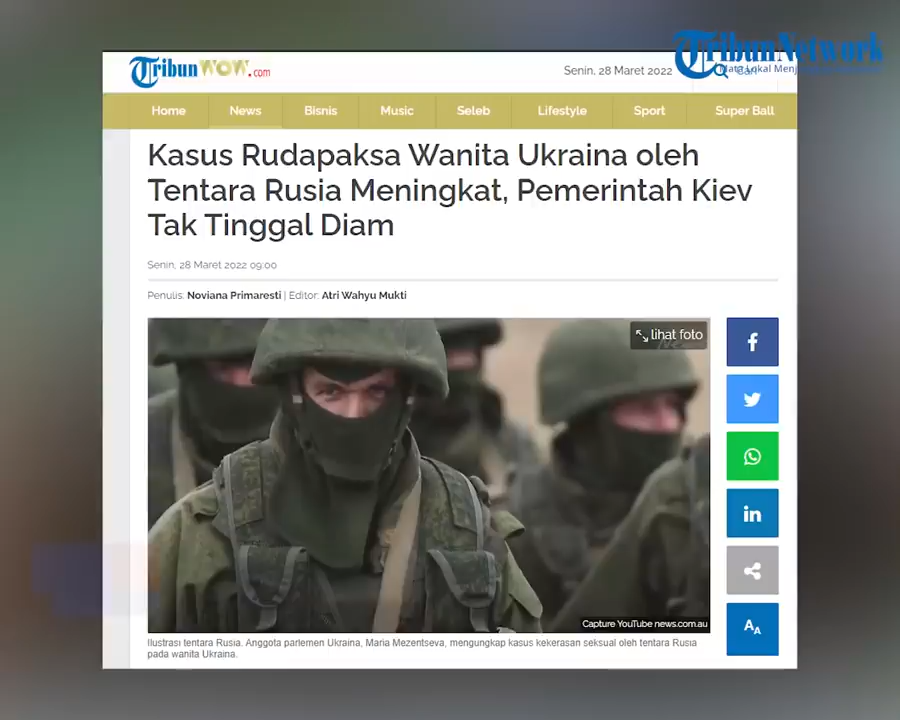 TribunWOW.com
Senin, 28 Maret 2022
TribunNetwork
Home News Bisnis Music Seleb Lifestyle Sport Super Ball
Kasus Rudapaksa Wanita Ukraina oleh
Tentara Rusia Meningkat, Pemerintah Kiev
Tak Tinggal Diam
Senin, 28 Maret 2022 09:00
Penulis: Noviana Primaresti | Editor: Atri Wahyu Mukti
lihat foto
Capture YouTube news.com.au
Ilustrasi tentara Rusia. Anggota parlemen Ukraina, Maria Mezentseva, mengungkap kasus kekerasan seksual oleh tentara Rusia
pada wanita Ukraina.
AA